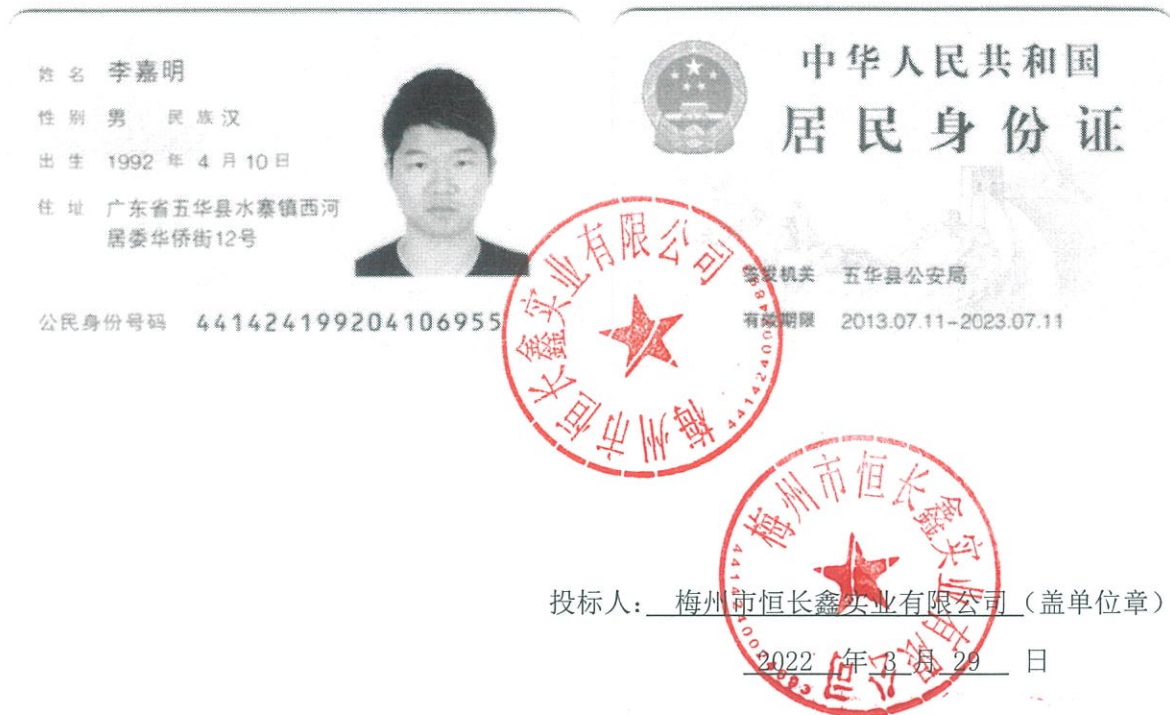 姓名 李嘉明
性别 男 民族 汉
出生 1992 年 4 月 10 日
住址 广东省五华县水寨镇西河
居委华侨街12号
公民身份号码 441424199204106955
中华人民共和国
居民身份证
签发机关 五华县公安局
有效期限 2013.07.11-2023.07.11
梅州市恒长鑫实业有限公司
梅州市恒长鑫实业有限公司
投标人：梅州市恒长鑫实业有限公司（盖单位章）
2022 年 3 月 29 日